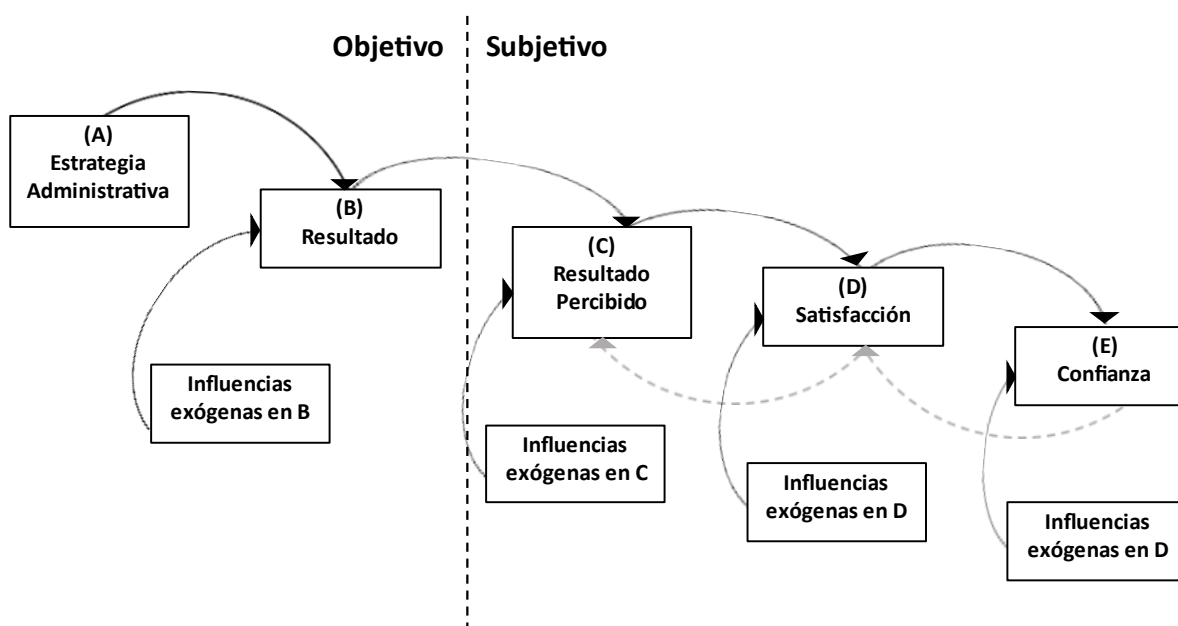 Objetivo
Subjetivo
(A)
Estrategia
Administrativa
(B)
Resultado
(C)
Resultado
Percibido
(D)
Satisfacción
(E)
Confianza
Influencias
exógenas en B
Influencias
exógenas en C
Influencias
exógenas en D
Influencias
exógenas en D